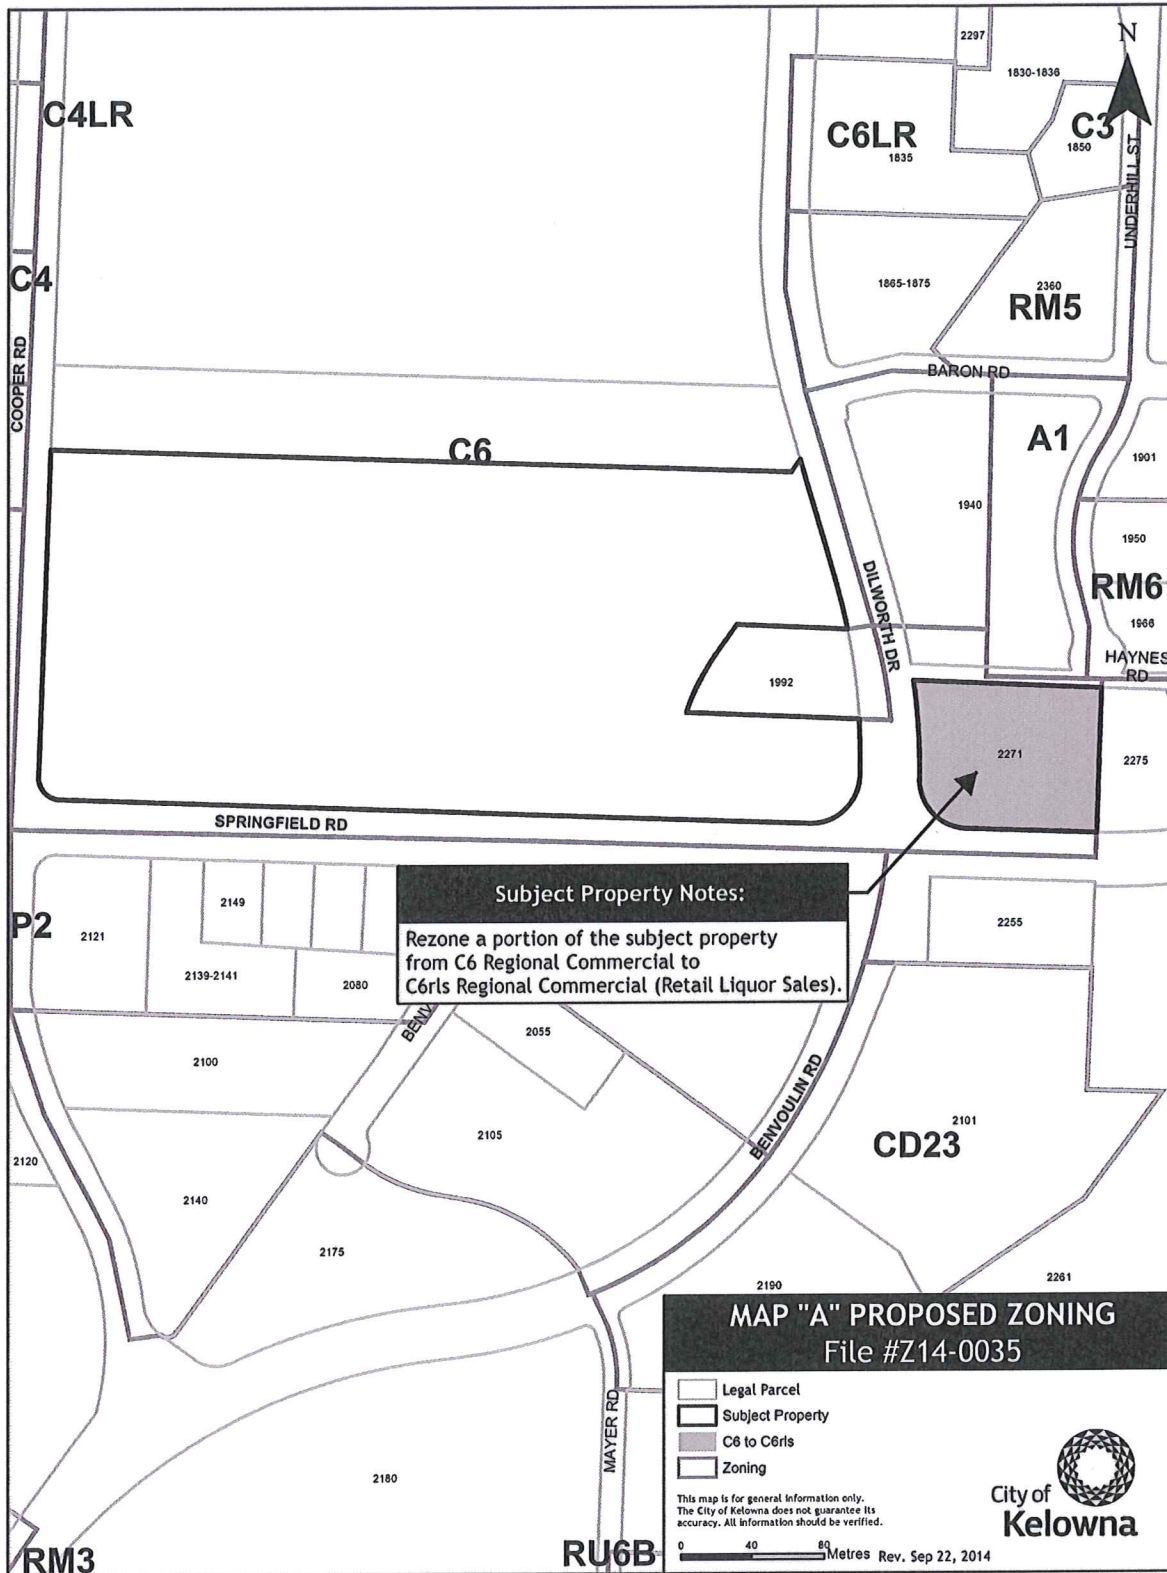 2297
N
1830-1836
C4LR
C6LR
1835
C3
1850
UNDERHILL ST
C4
1865-1875
2360
RM5
COOPER RD
BARON RD
C6
A1
1901
1940
1950
DILWORTH DR
RM6
1966
HAYNES
RD
1992
2271
2275
SPRINGFIELD RD
Subject Property Notes:
Rezone a portion of the subject property
from C6 Regional Commercial to
C6rls Regional Commercial (Retail Liquor Sales).
P2
2121
2149
2139-2141
2080
2255
BENV
2055
2100
BENVOULIN RD
2105
2101
CD23
2120
2140
2175
2190
2261
MAP "A" PROPOSED ZONING
File #Z14-0035
Legal Parcel
Subject Property
C6 to C6rls
Zoning
MAYER RD
2180
This map is for general information only.
The City of Kelowna does not guarantee its
accuracy. All information should be verified.
City of
Kelowna
0 40 80 Metres Rev. Sep 22, 2014
RM3
RU6B